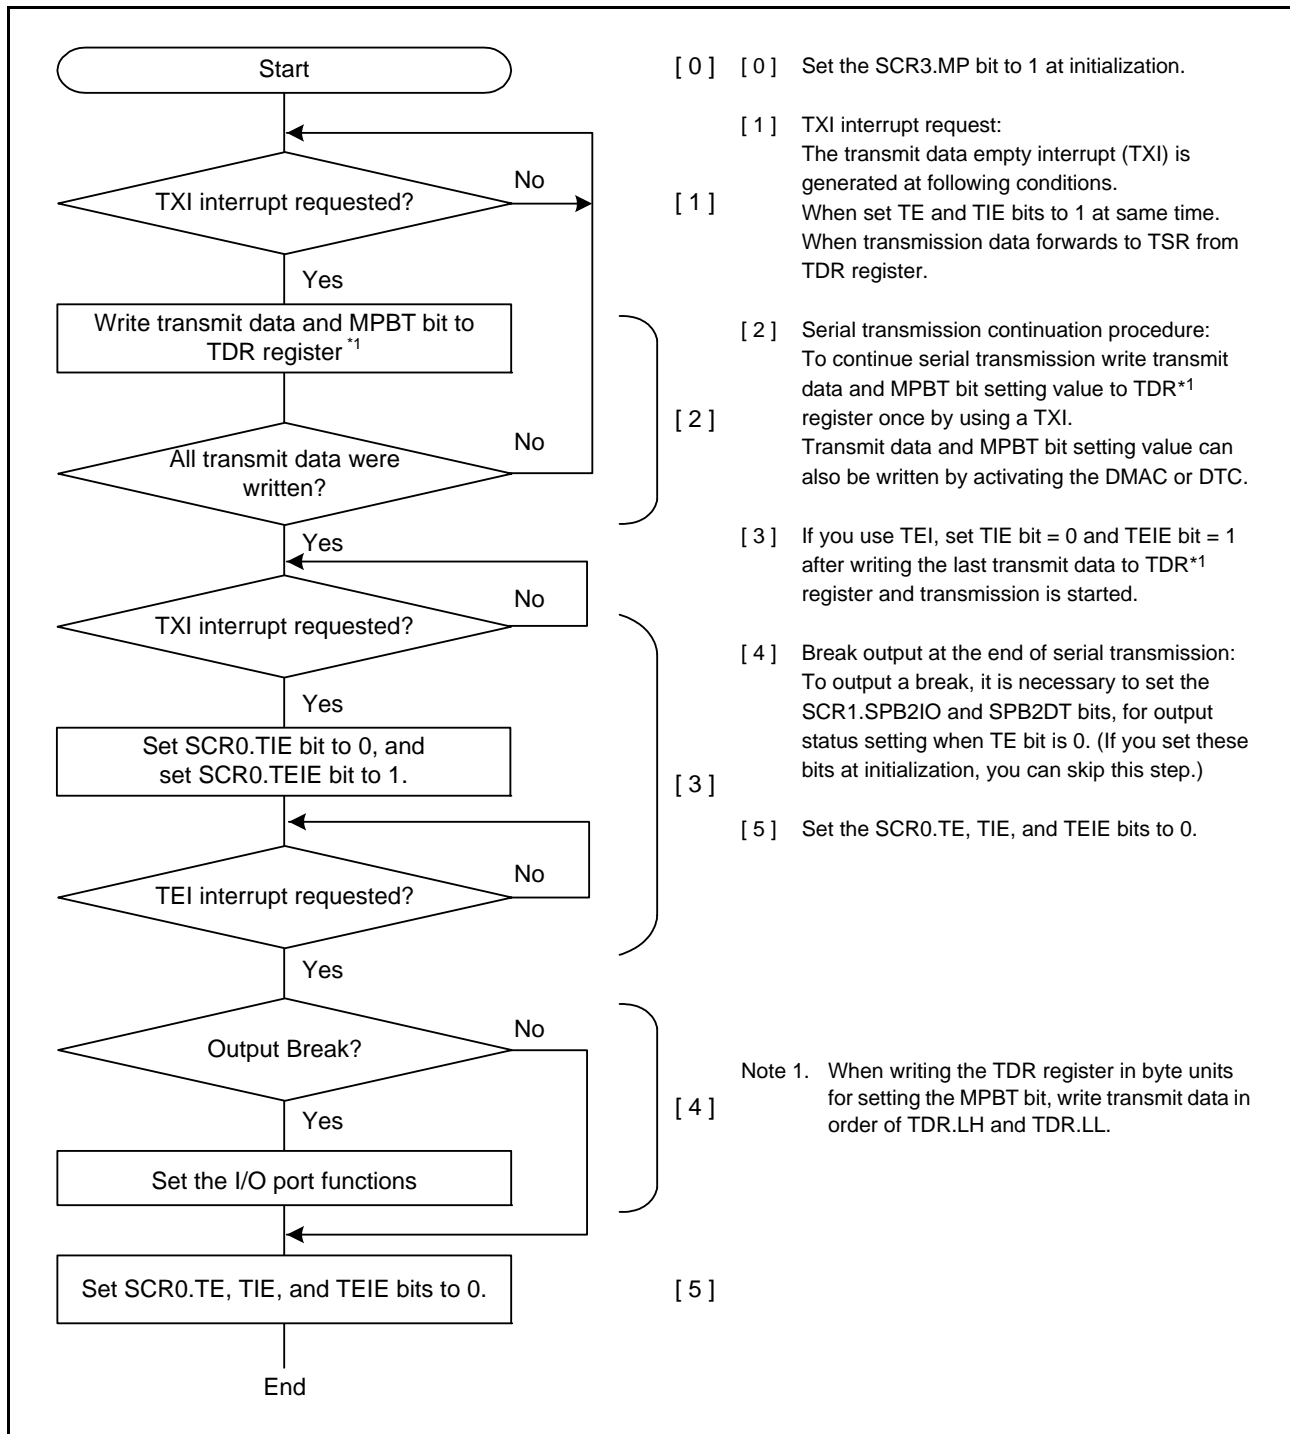 Start
TXI interrupt requested?
No
Yes
Write transmit data and MPBT bit to
TDR register *1
All transmit data were
written?
No
Yes
TXI interrupt requested?
No
Yes
Set SCR0.TIE bit to 0, and
set SCR0.TEIE bit to 1.
TEI interrupt requested?
No
Yes
Output Break?
No
Yes
Set the I/O port functions
Set SCR0.TE, TIE, and TEIE bits to 0.
End
[ 0 ]
[ 1 ]
[ 2 ]
[ 3 ]
[ 4 ]
[ 5 ]
[ 0 ] Set the SCR3.MP bit to 1 at initialization.
[ 1 ] TXI interrupt request:
The transmit data empty interrupt (TXI) is
generated at following conditions.
When set TE and TIE bits to 1 at same time.
When transmission data forwards to TSR from
TDR register.
[ 2 ] Serial transmission continuation procedure:
To continue serial transmission write transmit
data and MPBT bit setting value to TDR*1
register once by using a TXI.
Transmit data and MPBT bit setting value can
also be written by activating the DMAC or DTC.
[ 3 ] If you use TEI, set TIE bit = 0 and TEIE bit = 1
after writing the last transmit data to TDR*1
register and transmission is started.
[ 4 ] Break output at the end of serial transmission:
To output a break, it is necessary to set the
SCR1.SPB2IO and SPB2DT bits, for output
status setting when TE bit is 0. (If you set these
bits at initialization, you can skip this step.)
[ 5 ] Set the SCR0.TE, TIE, and TEIE bits to 0.
Note 1. When writing the TDR register in byte units
for setting the MPBT bit, write transmit data in
order of TDR.LH and TDR.LL.